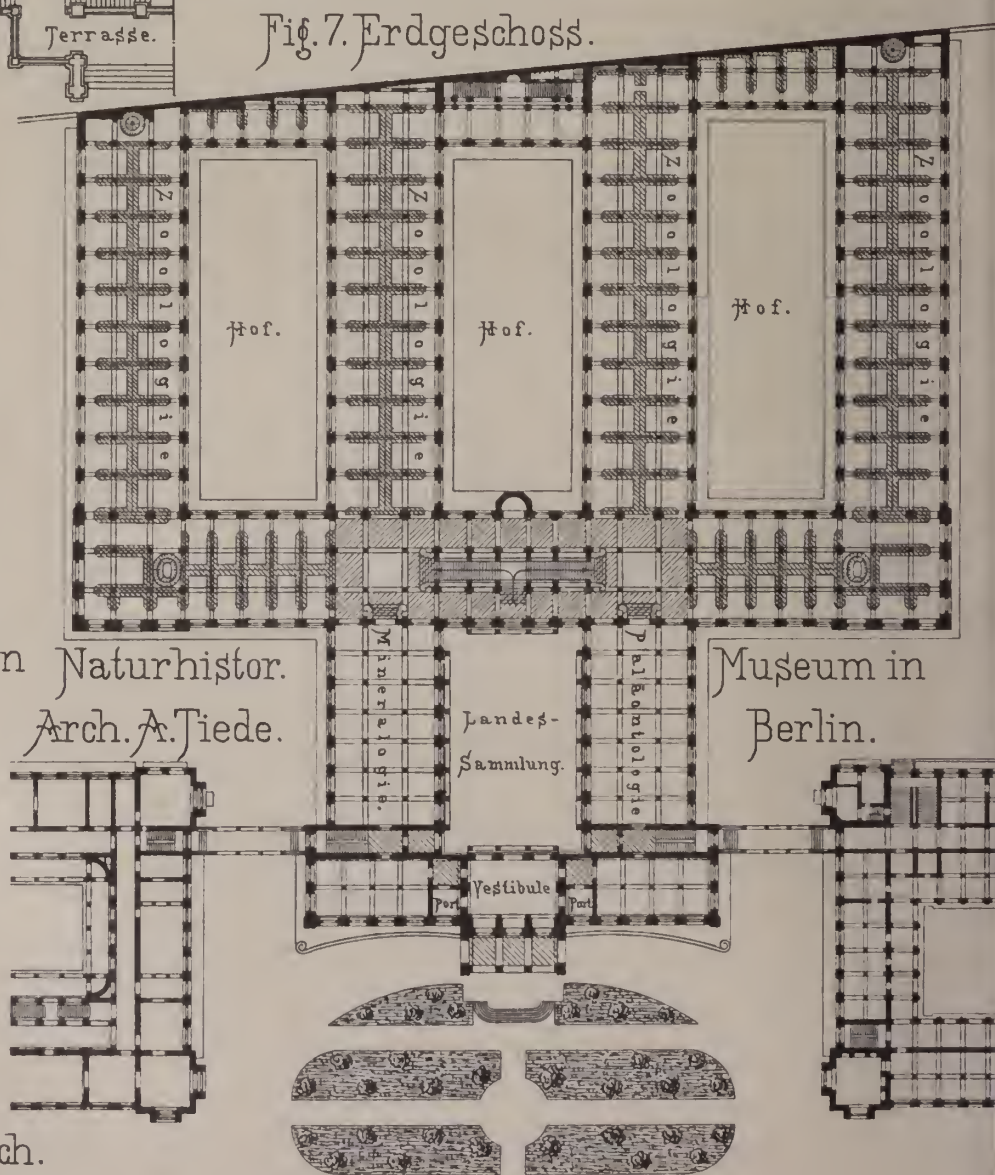 Terrasse.
Fig. 7. Erdgeschoss.
Zoologie
Zoologie
Zoologie
Zoologie
Hof.
Hof.
Hof.
Mineralogie.
Paläontologie
Landes-
Sammlung.
n Naturhistor.
Arch. A. Tiede.
Museum in
Berlin.
Vestibule
Port
Port
ch.